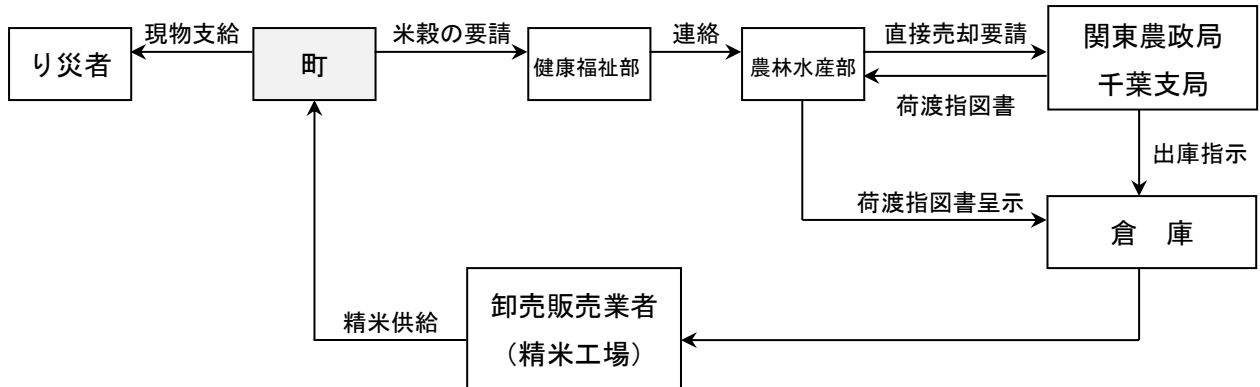 り災者
現物支給
町
米穀の要請
健康福祉部
連絡
農林水産部
直接売却要請
荷渡指図書
関東農政局
千葉支局
出庫指示
荷渡指図書呈示
倉　庫
精米供給
卸売販売業者
（精米工場）